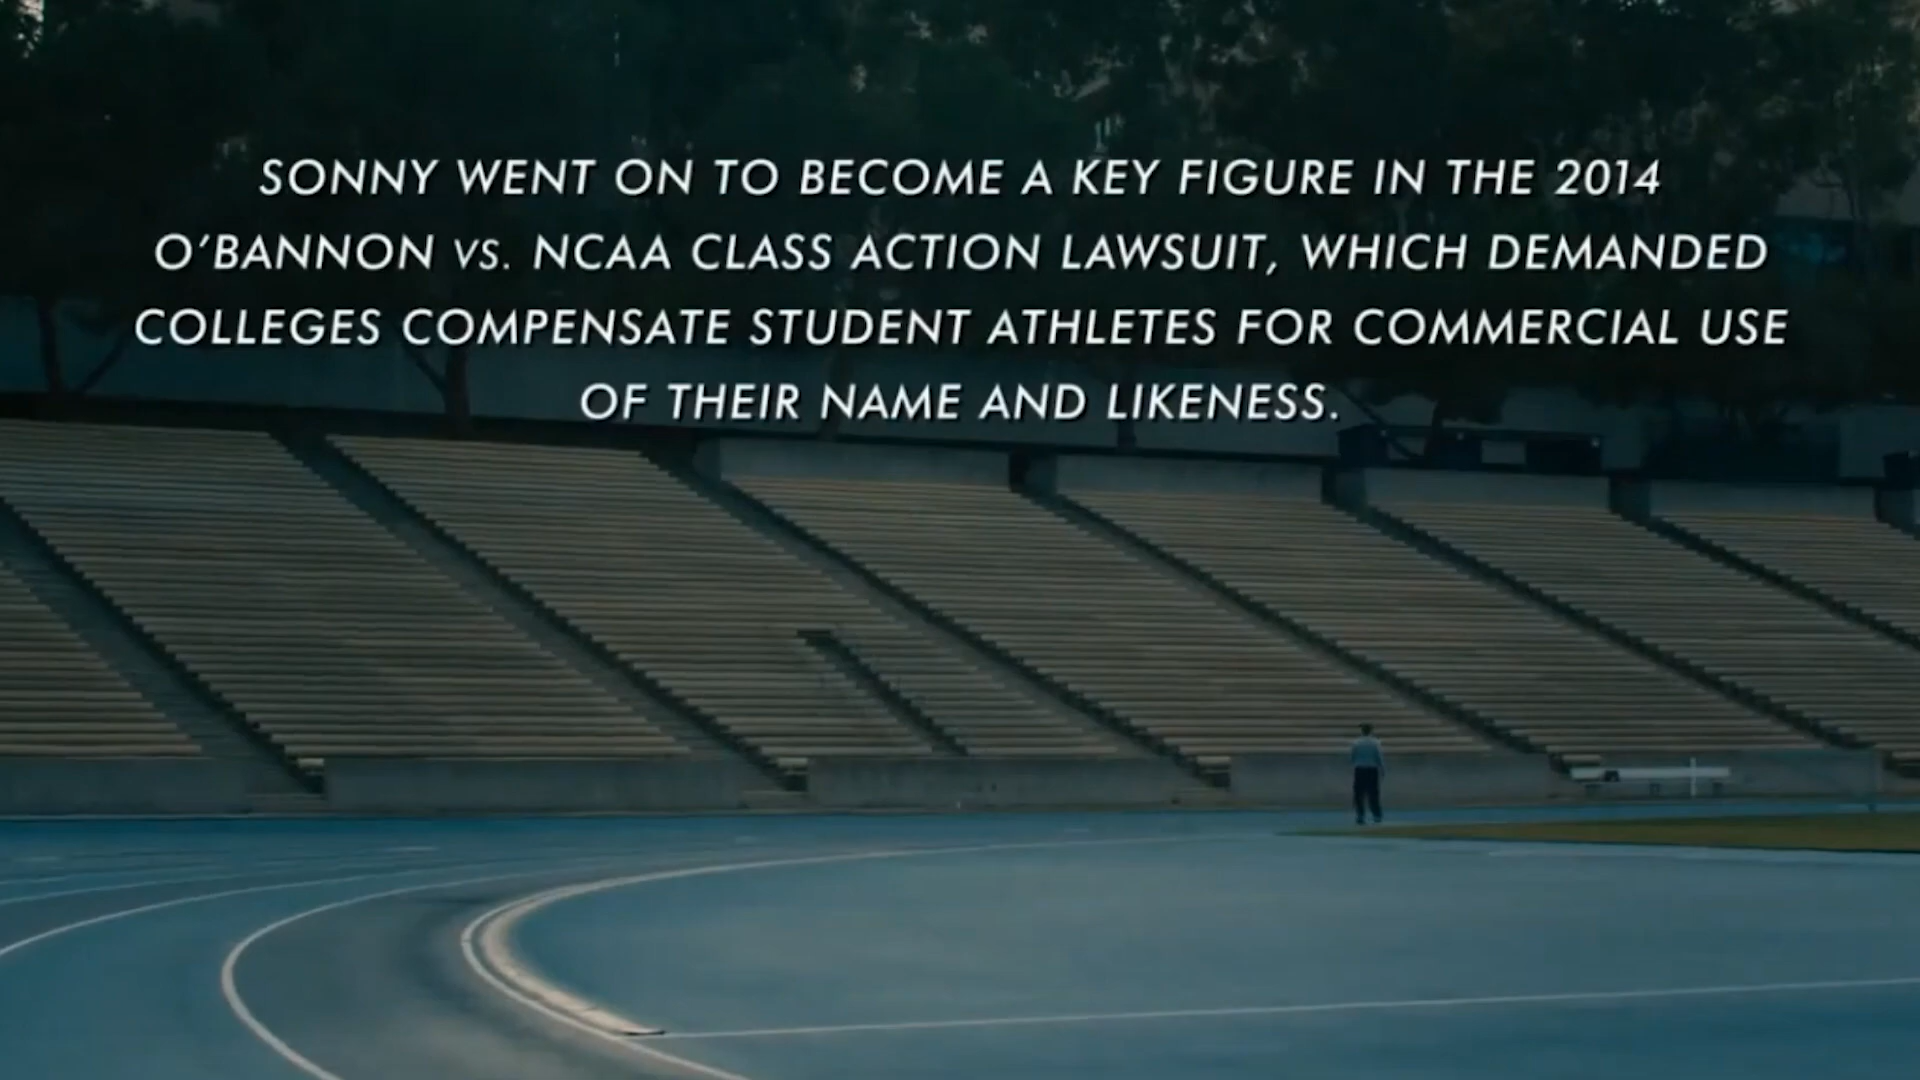 SONNY WENT ON TO BECOME A KEY FIGURE IN THE 2014
O’BANNON VS. NCAA CLASS ACTION LAWSUIT, WHICH DEMANDED
COLLEGES COMPENSATE STUDENT ATHLETES FOR COMMERCIAL USE
OF THEIR NAME AND LIKENESS.